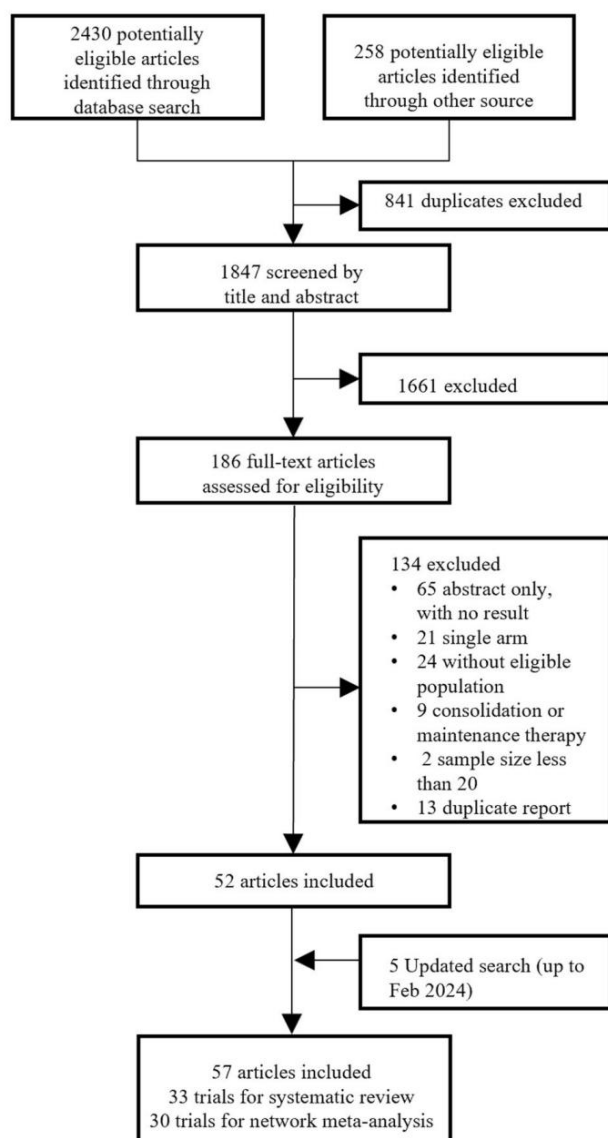 2430 potentially
eligible articles
identified through
database search
258 potentially eligible
articles identified
through other source
841 duplicates excluded
1847 screened by
title and abstract
1661 excluded
186 full-text articles
assessed for eligibility
134 excluded
• 65 abstract only,
with no result
• 21 single arm
• 24 without eligible
population
• 9 consolidation or
maintenance therapy
• 2 sample size less
than 20
• 13 duplicate report
52 articles included
5 Updated search (up to
Feb 2024)
57 articles included
33 trials for systematic review
30 trials for network meta-analysis